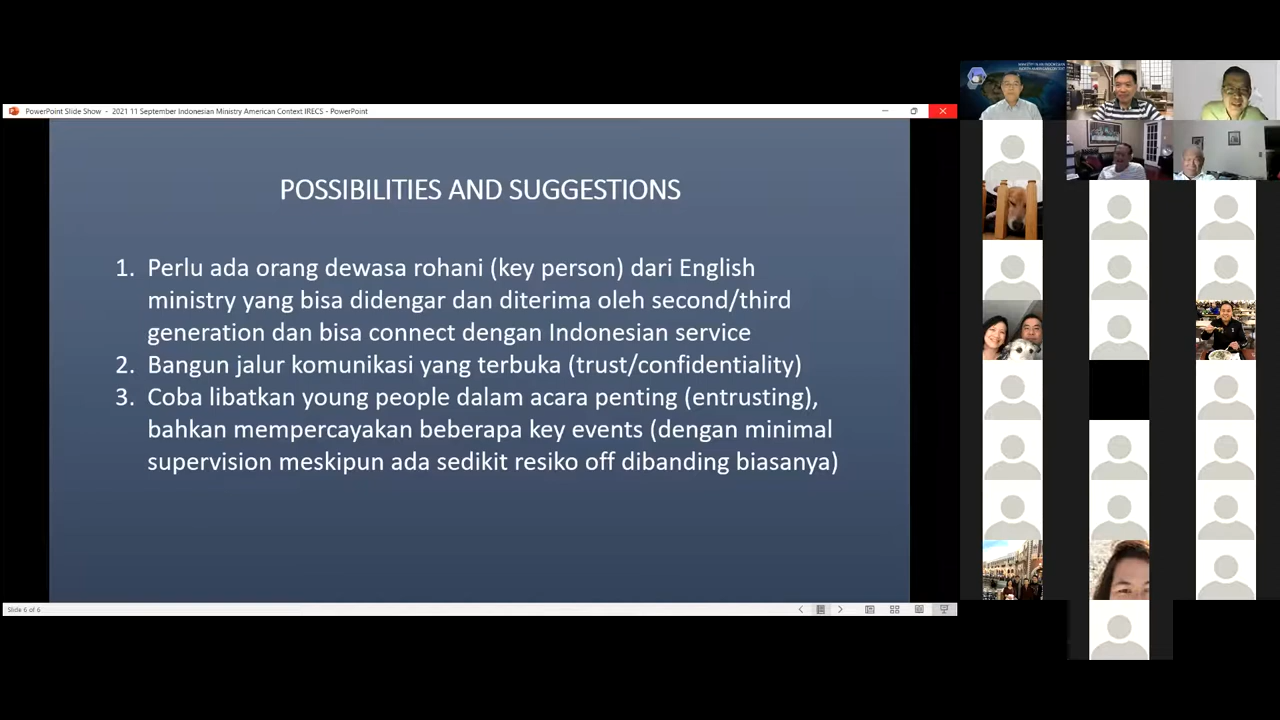 PowerPoint Slide Show - 2021 11 September Indonesian Ministry American Context IRECS - PowerPoint
POSSIBILITIES AND SUGGESTIONS
1. Perlu ada orang dewasa rohani (key person) dari English
ministry yang bisa didengar dan diterima oleh second/third
generation dan bisa connect dengan Indonesian service
2. Bangun jalur komunikasi yang terbuka (trust/confidentiality)
3. Coba libatkan young people dalam acara penting (entrusting),
bahkan mempercayakan beberapa key events (dengan minimal
supervision meskipun ada sedikit resiko off dibanding biasanya)
Slide 6 of 6